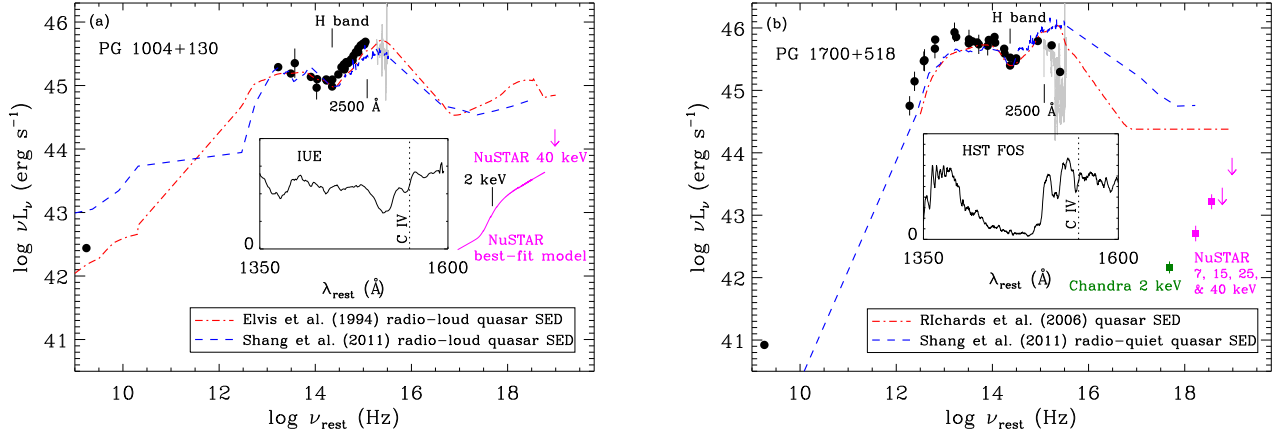 (a)
PG 1004+130
H band
2500 Å
IUE
C IV
0
1350
1600
λrest (Å)
NuSTAR 40 keV
2 keV
NuSTAR
best-fit model
Elvis et al. (1994) radio-loud quasar SED
Shang et al. (2011) radio-loud quasar SED
46
45
44
43
42
41
log νLν (erg s−1)
10
12
14
16
18
log νrest (Hz)
(b)
PG 1700+518
H band
2500 Å
HST FOS
C IV
0
1350
1600
λrest (Å)
Chandra 2 keV
NuSTAR
7, 15, 25,
& 40 keV
RIchards et al. (2006) quasar SED
Shang et al. (2011) radio-quiet quasar SED
46
45
44
43
42
41
log νLν (erg s−1)
10
12
14
16
18
log νrest (Hz)